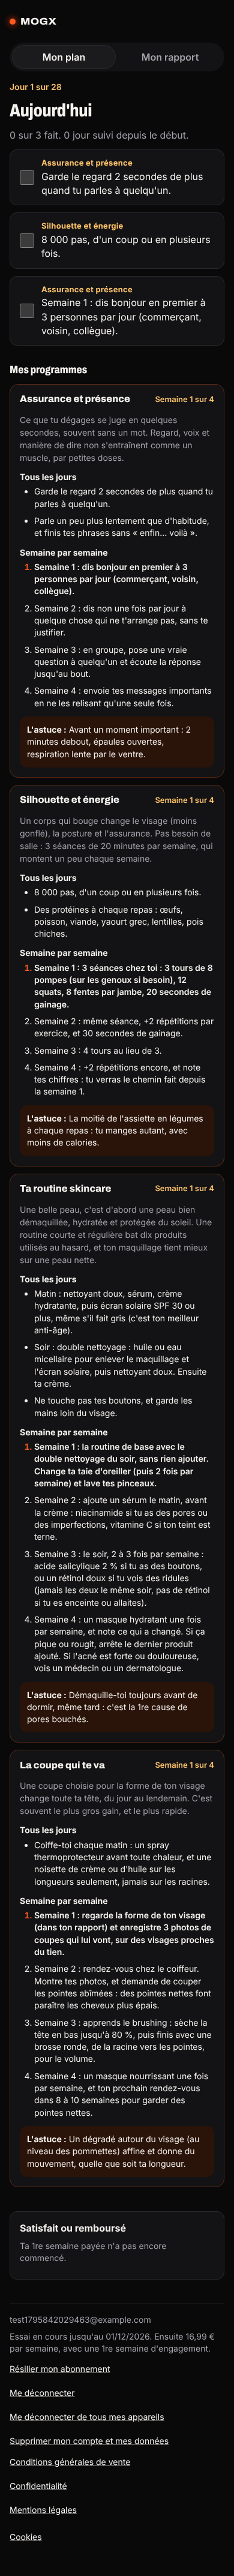 MOGX
Mon plan
Mon rapport
Jour 1 sur 28
Aujourd'hui
0 sur 3 fait. 0 jour suivi depuis le début.
Assurance et présence
Garde le regard 2 secondes de plus
quand tu parles à quelqu'un.
Silhouette et énergie
8 000 pas, d'un coup ou en plusieurs
fois.
Assurance et présence
Semaine 1 : dis bonjour en premier à
3 personnes par jour (commerçant,
voisin, collègue).
Mes programmes
Assurance et présence
Semaine 1 sur 4
Ce que tu dégages se juge en quelques
secondes, souvent sans un mot. Regard, voix et
manière de dire non s'entraînent comme un
muscle, par petites doses.
Tous les jours
• Garde le regard 2 secondes de plus quand tu
parles à quelqu'un.
• Parle un peu plus lentement que d'habitude,
et finis tes phrases sans « enfin… voilà ».
Semaine par semaine
1. Semaine 1 : dis bonjour en premier à 3
personnes par jour (commerçant, voisin,
collègue).
2. Semaine 2 : dis non une fois par jour à
quelque chose qui ne t'arrange pas, sans te
justifier.
3. Semaine 3 : en groupe, pose une vraie
question à quelqu'un et écoute la réponse
jusqu'au bout.
4. Semaine 4 : envoie tes messages importants
en ne les relisant qu'une seule fois.
L'astuce : Avant un moment important : 2
minutes debout, épaules ouvertes,
respiration lente par le ventre.
Silhouette et énergie
Semaine 1 sur 4
Un corps qui bouge change le visage (moins
gonflé), la posture et l'assurance. Pas besoin de
salle : 3 séances de 20 minutes par semaine, qui
montent un peu chaque semaine.
Tous les jours
• 8 000 pas, d'un coup ou en plusieurs fois.
• Des protéines à chaque repas : œufs,
poisson, viande, yaourt grec, lentilles, pois
chiches.
Semaine par semaine
1. Semaine 1 : 3 séances chez toi : 3 tours de 8
pompes (sur les genoux si besoin), 12
squats, 8 fentes par jambe, 20 secondes de
gainage.
2. Semaine 2 : même séance, +2 répétitions par
exercice, et 30 secondes de gainage.
3. Semaine 3 : 4 tours au lieu de 3.
4. Semaine 4 : +2 répétitions encore, et note
tes chiffres : tu verras le chemin fait depuis
la semaine 1.
L'astuce : La moitié de l'assiette en légumes
à chaque repas : tu manges autant, avec
moins de calories.
Ta routine skincare
Semaine 1 sur 4
Une belle peau, c'est d'abord une peau bien
démaquillée, hydratée et protégée du soleil. Une
routine courte et régulière bat dix produits
utilisés au hasard, et ton maquillage tient mieux
sur une peau nette.
Tous les jours
• Matin : nettoyant doux, sérum, crème
hydratante, puis écran solaire SPF 30 ou
plus, même s'il fait gris (c'est ton meilleur
anti-âge).
• Soir : double nettoyage : huile ou eau
micellaire pour enlever le maquillage et
l'écran solaire, puis nettoyant doux. Ensuite
ta crème.
• Ne touche pas tes boutons, et garde les
mains loin du visage.
Semaine par semaine
1. Semaine 1 : la routine de base avec le
double nettoyage du soir, sans rien ajouter.
Change ta taie d'oreiller (puis 2 fois par
semaine) et lave tes pinceaux.
2. Semaine 2 : ajoute un sérum le matin, avant
la crème : niacinamide si tu as des pores ou
des imperfections, vitamine C si ton teint est
terne.
3. Semaine 3 : le soir, 2 à 3 fois par semaine :
acide salicylique 2 % si tu as des boutons,
ou un rétinol doux si tu vois des ridules
(jamais les deux le même soir, pas de rétinol
si tu es enceinte ou allaites).
4. Semaine 4 : un masque hydratant une fois
par semaine, et note ce qui a changé. Si ça
pique ou rougit, arrête le dernier produit
ajouté. Si l'acné est forte ou douloureuse,
vois un médecin ou un dermatologue.
L'astuce : Démaquille-toi toujours avant de
dormir, même tard : c'est la 1re cause de
pores bouchés.
La coupe qui te va
Semaine 1 sur 4
Une coupe choisie pour la forme de ton visage
change toute ta tête, du jour au lendemain. C'est
souvent le plus gros gain, et le plus rapide.
Tous les jours
• Coiffe-toi chaque matin : un spray
thermoprotecteur avant toute chaleur, et une
noisette de crème ou d'huile sur les
longueurs seulement, jamais sur les racines.
Semaine par semaine
1. Semaine 1 : regarde la forme de ton visage
(dans ton rapport) et enregistre 3 photos de
coupes qui lui vont, sur des visages proches
du tien.
2. Semaine 2 : rendez-vous chez le coiffeur.
Montre tes photos, et demande de couper
les pointes abîmées : des pointes nettes font
paraître les cheveux plus épais.
3. Semaine 3 : apprends le brushing : sèche la
tête en bas jusqu'à 80 %, puis finis avec une
brosse ronde, de la racine vers les pointes,
pour le volume.
4. Semaine 4 : un masque nourrissant une fois
par semaine, et ton prochain rendez-vous
dans 8 à 10 semaines pour garder des
pointes nettes.
L'astuce : Un dégradé autour du visage (au
niveau des pommettes) affine et donne du
mouvement, quelle que soit ta longueur.
Satisfait ou remboursé
Ta 1re semaine payée n'a pas encore
commencé.
test1795842029463@example.com
Essai en cours jusqu'au 01/12/2026. Ensuite 16,99 €
par semaine, avec une 1re semaine d'engagement.
Résilier mon abonnement
Me déconnecter
Me déconnecter de tous mes appareils
Supprimer mon compte et mes données
Conditions générales de vente
Confidentialité
Mentions légales
Cookies